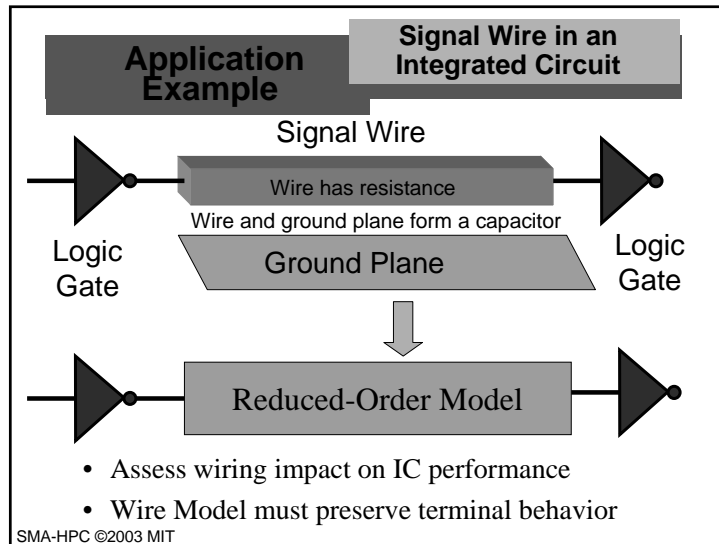 Application
Example
Signal Wire in an
Integrated Circuit
Signal Wire
Wire has resistance
Wire and ground plane form a capacitor
Logic
Gate
Ground Plane
Logic
Gate
Reduced-Order Model
• Assess wiring impact on IC performance
• Wire Model must preserve terminal behavior
SMA-HPC ©2003 MIT